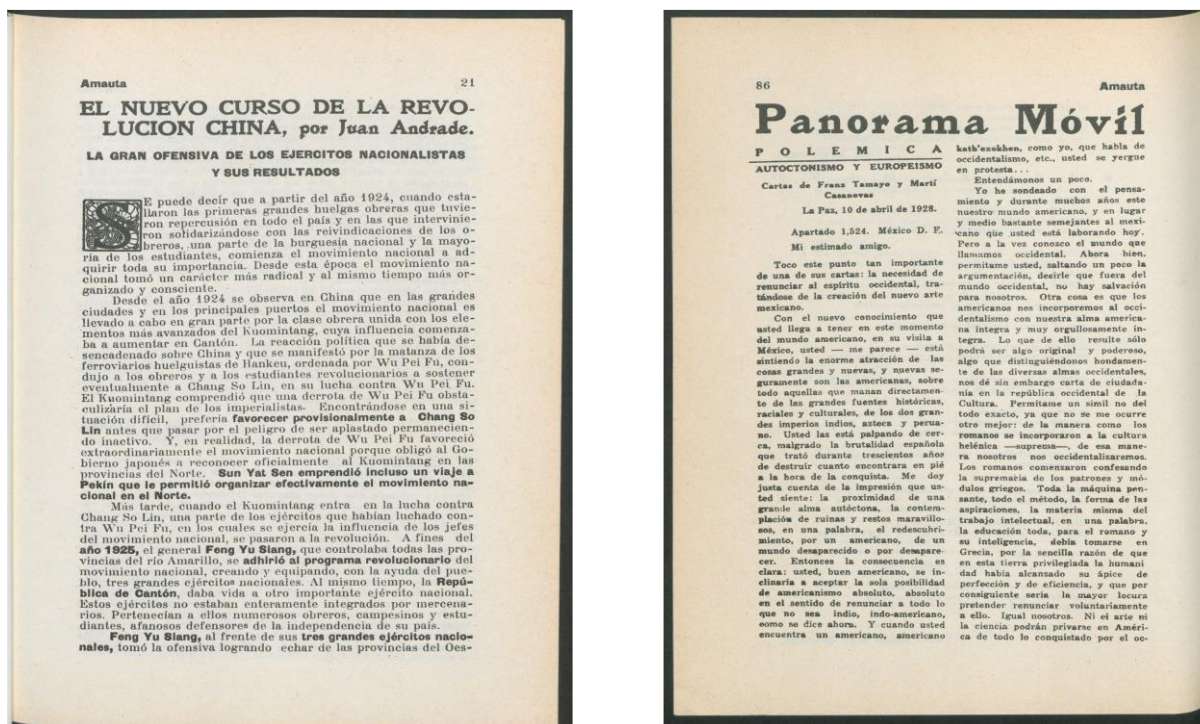 Amauta 21
EL NUEVO CURSO DE LA REVO-
LUCION CHINA, por Juan Andrade.
LA GRAN OFENSIVA DE LOS EJERCITOS NACIONALISTAS
Y SUS RESULTADOS
SE puede decir que a partir del año 1924, cuando esta-
llaron las primeras grandes huelgas obreras que tuvie-
ron repercusión en todo el país y en las que intervinie-
ron solidarizándose con las reivindicaciones de los o-
breros, una parte de la burguesia nacional y la mayo-
ría de los estudiantes, comienza el movimiento nacional a ad-
quirir toda su importancia. Desde esta época el movimiento na-
cional tomó un carácter más radical y al mismo tiempo más or-
ganizado y consciente.
Desde el año 1924 se observa en China que en las grandes
ciudades y en los principales puertos el movimiento nacional es
llevado a cabo en gran parte por la clase obrera unida con los ele-
mentos más avanzados del Kuomintang, cuya influencia comenza-
ba a aumentar en Cantón. La reacción política que se había de-
sencadenado sobre China y que se manifestó por la matanza de los
ferroviarios huelguistas de Hankeu, ordenada por Wu Pei Fu, con-
dujo a los obreros y a los estudiantes revolucionarios a sostener
eventualmente a Chang So Lin, en su lucha contra Wu Pei Fu.
El Kuomintang comprendió que una derrota de Wu Pei Fu obsta-
culizaría el plan de los imperialistas. Encontrándose en una si-
tuación difícil, prefería favorecer provisionalmente a Chang So
Lin antes que pasar por el peligro de ser aplastado permanecien-
do inactivo. Y, en realidad, la derrota de Wu Pei Fu favoreció
extraordinariamente el movimiento nacional porque obligó al Go-
bierno japonés a reconocer oficialmente al Kuomintang en las
provincias del Norte. Sun Yat Sen emprendió incluso un viaje a
Pekín que le permitió organizar efectivamente el movimiento na-
cional en el Norte.
Más tarde, cuando el Kuomintang entra en la lucha contra
Chang So Lin, una parte de los ejércitos que habían luchado con-
tra Wu Pei Fu, en los cuales se ejercía la influencia de los jefes
del movimiento nacional, se pasaron a la revolución. A fines del
año 1925, el general Feng Yu Siang, que controlaba todas las pro-
vincias del río Amarillo, se adhirió al programa revolucionario del
movimiento nacional, creando y equipando, con la ayuda del pue-
blo, tres grandes ejércitos nacionales. Al mismo tiempo, la Repú-
blica de Cantón, daba vida a otro importante ejército nacional.
Estos ejércitos no estaban enteramente integrados por mercena-
rios. Pertenecían a ellos numerosos obreros, campesinos y estu-
diantes, afanosos defensores de la independencia de su país.
Feng Yu Siang, al frente de sus tres grandes ejércitos nacio-
nales, tomó la ofensiva logrando echar de las provincias del Oes-
86 Amauta
Panorama Móvil
POLEMICA
AUTOCTONISMO Y EUROPEISMO
Cartas de Franz Tamayo y Martí
Casanovas
La Paz, 10 de abril de 1928.
Apartado 1,524. México D. F.
Mi estimado amigo.
Toco este punto tan importante
de una de sus cartas: la necesidad de
renunciar al espíritu occidental, tra-
tándose de la creación del nuevo arte
mexicano.
Con el nuevo conocimiento que
usted llega a tener en este momento
del mundo americano, en su visita a
México, usted — me parece — está
sintiendo la enorme atracción de las
cosas grandes y nuevas, y nuevas se-
guramente son las americanas, sobre
todo aquellas que manan directamen-
te de las grandes fuentes históricas,
raciales y culturales, de los dos gran-
des imperios indios, azteca y perua-
no. Usted las está palpando de cer-
ca, malgrado la brutalidad española
que trató durante trescientos años
de destruir cuanto encontrara en pié
a la hora de la conquista. Me doy
justa cuenta de la impresión que us-
ted siente: la proximidad de una
grande alma autóctona, la contem-
plación de ruinas y restos maravillo-
sos, en una palabra, el redescubri-
miento, por un americano, de un
mundo desaparecido o por desapare-
cer. Entonces la consecuencia es
clara: usted, buen americano, se in-
clinaría a aceptar la sola posibilidad
de americanismo absoluto, absoluto
en el sentido de renunciar a todo lo
que no sea indio, indo-americano,
como se dice ahora. Y cuando usted
encuentra un americano, americano
kath'exokhen, como yo, que habla de
occidentalismo, etc., usted se yergue
en protesta...
Entendámonos un poco.
Yo he sondeado con el pensa-
miento y durante muchos años este
nuestro mundo americano, y en lugar
y medio bastante semejantes al mexi-
cano que usted está laborando hoy.
Pero a la vez conozco el mundo que
llamamos occidental. Ahora bien,
permítame usted, saltando un poco la
argumentación, decirle que fuera del
mundo occidental, no hay salvación
para nosotros. Otra cosa es que los
americanos nos incorporemos al occi-
dentalismo con nuestra alma america-
na íntegra y muy orgullosamente ín-
tegra. Lo que de ello resulte sólo
podrá ser algo original y poderoso,
algo que distinguiéndonos hondamen-
te de las diversas almas occidentales,
nos dé sin embargo carta de ciudada-
nía en la república occidental de la
Cultura. Permítame un símil no del
todo exacto, ya que no se me ocurre
otro mejor: de la manera como los
romanos se incorporaron a la cultura
helénica —suprema—, de esa mane-
ra nosotros nos occidentalisaremos.
Los romanos comenzaron confesando
la supremacía de los patrones y mó-
dulos griegos. Toda la máquina pen-
sante, todo el método, la forma de las
aspiraciones, la materia misma del
trabajo intelectual, en una palabra,
la educación toda, para el romano y
su inteligencia, debía tomarse en
Grecia, por la sencilla razón de que
en esta tierra privilegiada la humani
dad había alcansado su ápice de
perfección y de eficiencia, y que por
consiguiente sería la mayor locura
pretender renunciar voluntariamente
a ello. Igual nosotros. Ni el arte ni
la ciencia podrán privarse en Améri-
ca de todo lo conquistado por el oc-